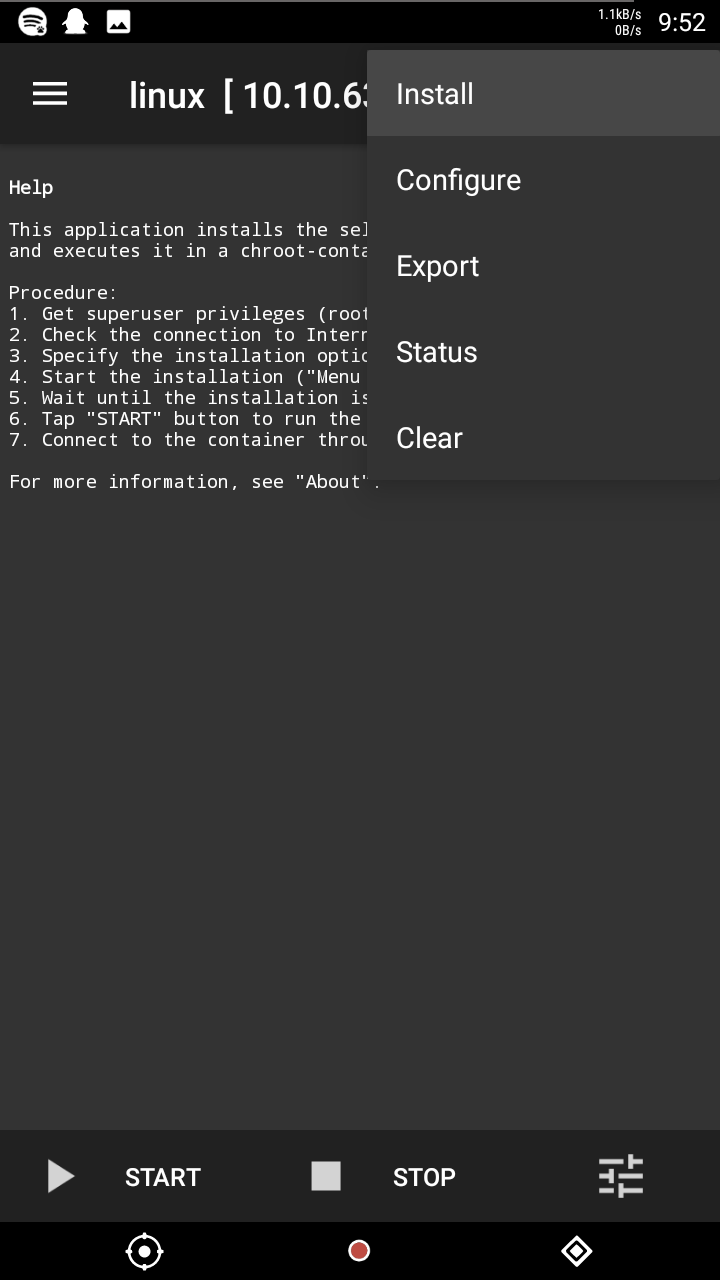 1.1kB/s
0B/s
9:52
linux [ 10.10.63
Install
Configure
Export
Status
Clear
Help
This application installs the sel
and executes it in a chroot-conta
Procedure:
1. Get superuser privileges (root
2. Check the connection to Intern
3. Specify the installation optio
4. Start the installation ("Menu
5. Wait until the installation is
6. Tap "START" button to run the
7. Connect to the container throu
For more information, see "About".
START
STOP